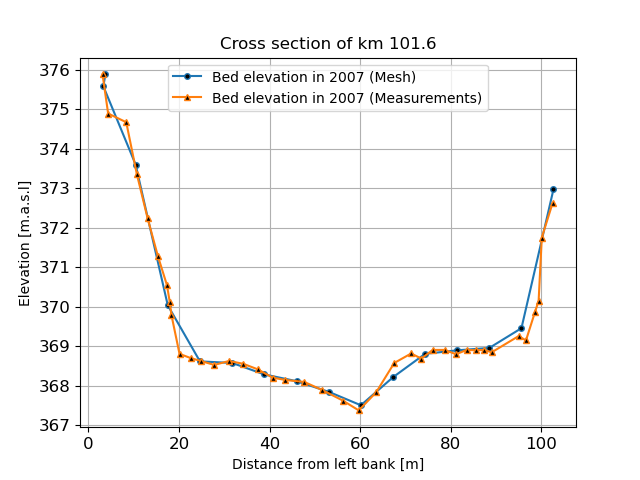 Cross section of km 101.6
Bed elevation in 2007 (Mesh)
Bed elevation in 2007 (Measurements)
Elevation [m.a.s.l]
376
375
374
373
372
371
370
369
368
367
0 20 40 60 80 100
Distance from left bank [m]